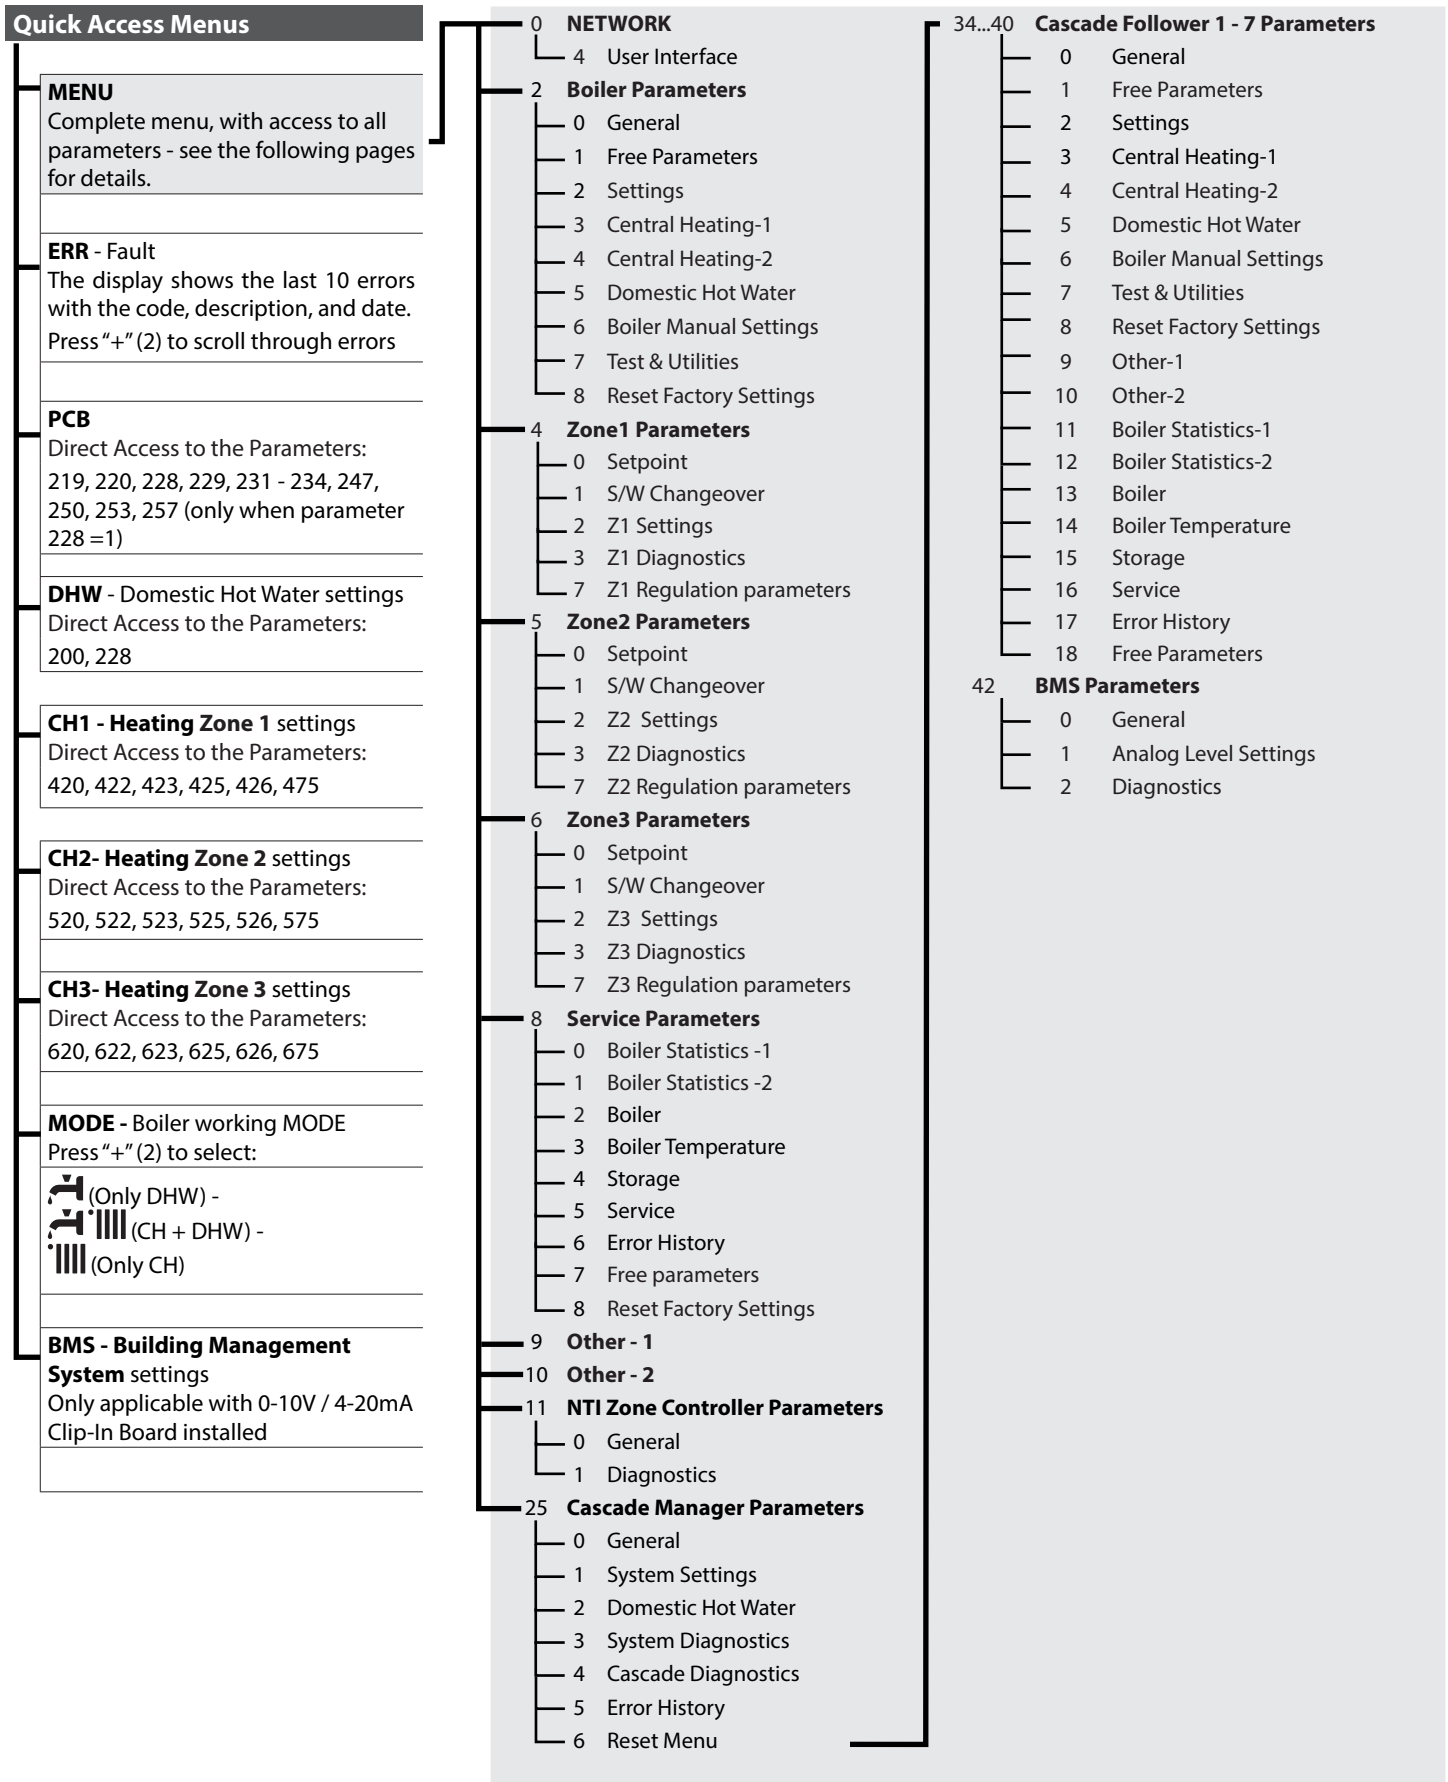 Quick Access Menus
MENU
Complete menu, with access to all
parameters - see the following pages
for details.
ERR - Fault
The display shows the last 10 errors
with the code, description, and date.
Press "+" (2) to scroll through errors
PCB
Direct Access to the Parameters:
219, 220, 228, 229, 231 - 234, 247,
250, 253, 257 (only when parameter
228 =1)
DHW - Domestic Hot Water settings
Direct Access to the Parameters:
200, 228
CH1 - Heating Zone 1 settings
Direct Access to the Parameters:
420, 422, 423, 425, 426, 475
CH2- Heating Zone 2 settings
Direct Access to the Parameters:
520, 522, 523, 525, 526, 575
CH3- Heating Zone 3 settings
Direct Access to the Parameters:
620, 622, 623, 625, 626, 675
MODE - Boiler working MODE
Press "+" (2) to select:
(Only DHW) -
(CH + DHW) -
(Only CH)
BMS - Building Management
System settings
Only applicable with 0-10V / 4-20mA
Clip-In Board installed
0 NETWORK
4 User Interface
2 Boiler Parameters
0 General
1 Free Parameters
2 Settings
3 Central Heating-1
4 Central Heating-2
5 Domestic Hot Water
6 Boiler Manual Settings
7 Test & Utilities
8 Reset Factory Settings
4 Zone1 Parameters
0 Setpoint
1 S/W Changeover
2 Z1 Settings
3 Z1 Diagnostics
7 Z1 Regulation parameters
5 Zone2 Parameters
0 Setpoint
1 S/W Changeover
2 Z2 Settings
3 Z2 Diagnostics
7 Z2 Regulation parameters
6 Zone3 Parameters
0 Setpoint
1 S/W Changeover
2 Z3 Settings
3 Z3 Diagnostics
7 Z3 Regulation parameters
8 Service Parameters
0 Boiler Statistics -1
1 Boiler Statistics -2
2 Boiler
3 Boiler Temperature
4 Storage
5 Service
6 Error History
7 Free parameters
8 Reset Factory Settings
9 Other - 1
10 Other - 2
11 NTI Zone Controller Parameters
0 General
1 Diagnostics
25 Cascade Manager Parameters
0 General
1 System Settings
2 Domestic Hot Water
3 System Diagnostics
4 Cascade Diagnostics
5 Error History
6 Reset Menu
34...40 Cascade Follower 1 - 7 Parameters
0 General
1 Free Parameters
2 Settings
3 Central Heating-1
4 Central Heating-2
5 Domestic Hot Water
6 Boiler Manual Settings
7 Test & Utilities
8 Reset Factory Settings
9 Other-1
10 Other-2
11 Boiler Statistics-1
12 Boiler Statistics-2
13 Boiler
14 Boiler Temperature
15 Storage
16 Service
17 Error History
18 Free Parameters
42 BMS Parameters
0 General
1 Analog Level Settings
2 Diagnostics